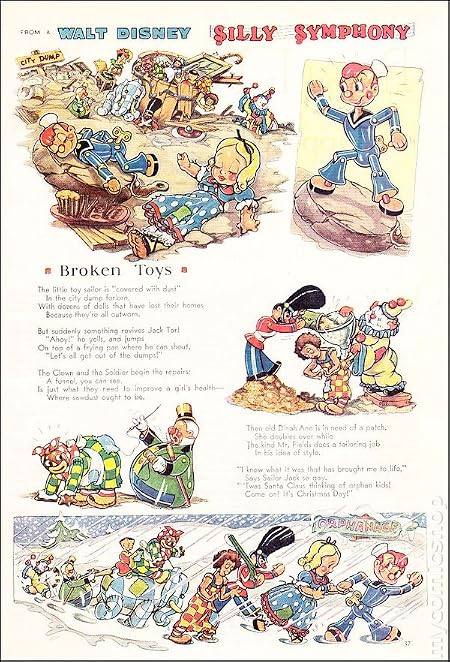 FROM A WALT DISNEY SILLY SYMPHONY
CITY DUMP
Broken Toys
The little toy sailor is "covered with dust"
In the city dump forlorn,
With dozens of dolls that have lost their homes
Because they're all outworn.
But suddenly something revives Jack Tar!
"Ahoy!" he yells, and jumps
On top of a frying pan where he can shout,
"Let's all get out of the dumps!"
The Clown and the Soldier begin the repairs;
A funnel, you can see,
Is just what they need to improve a girl's health—
Where sawdust ought to be.
Then old Dinah Ann is in need of a patch.
She doubles over while
The kind Mr. Fields does a tailoring job
In his idea of style.
"I know what it was that has brought me to life,"
Says Sailor Jack so gay.
"'Twas Santa Claus thinking of orphan kids!
Come on! It's Christmas Day!"
ORPHANAGE
37
mycomicshop